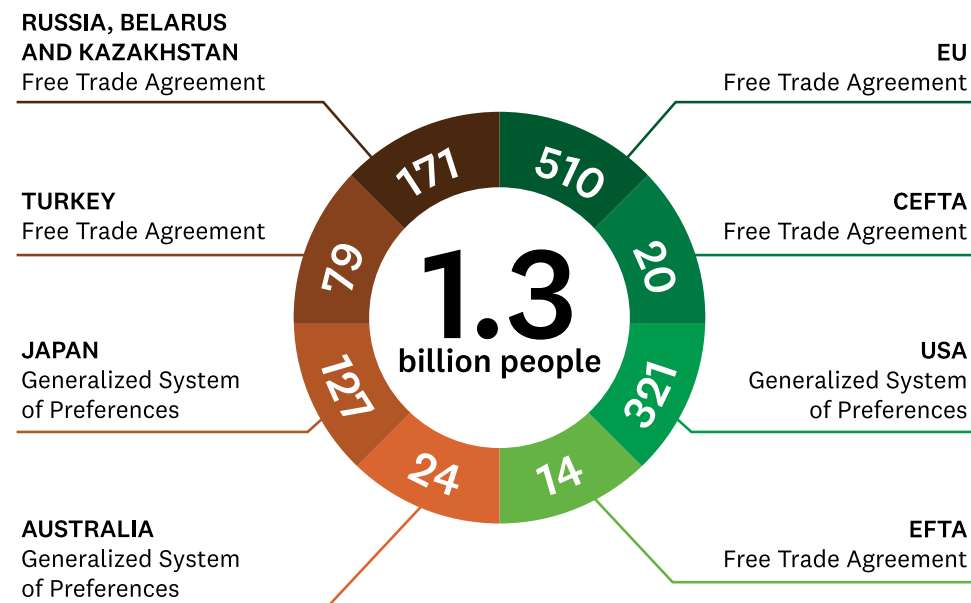 RUSSIA, BELARUS
AND KAZAKHSTAN
Free Trade Agreement
EU
Free Trade Agreement
171
510
TURKEY
Free Trade Agreement
CEFTA
Free Trade Agreement
79
20
1.3
billion people
JAPAN
Generalized System
of Preferences
USA
Generalized System
of Preferences
127
321
24
14
AUSTRALIA
Generalized System
of Preferences
EFTA
Free Trade Agreement